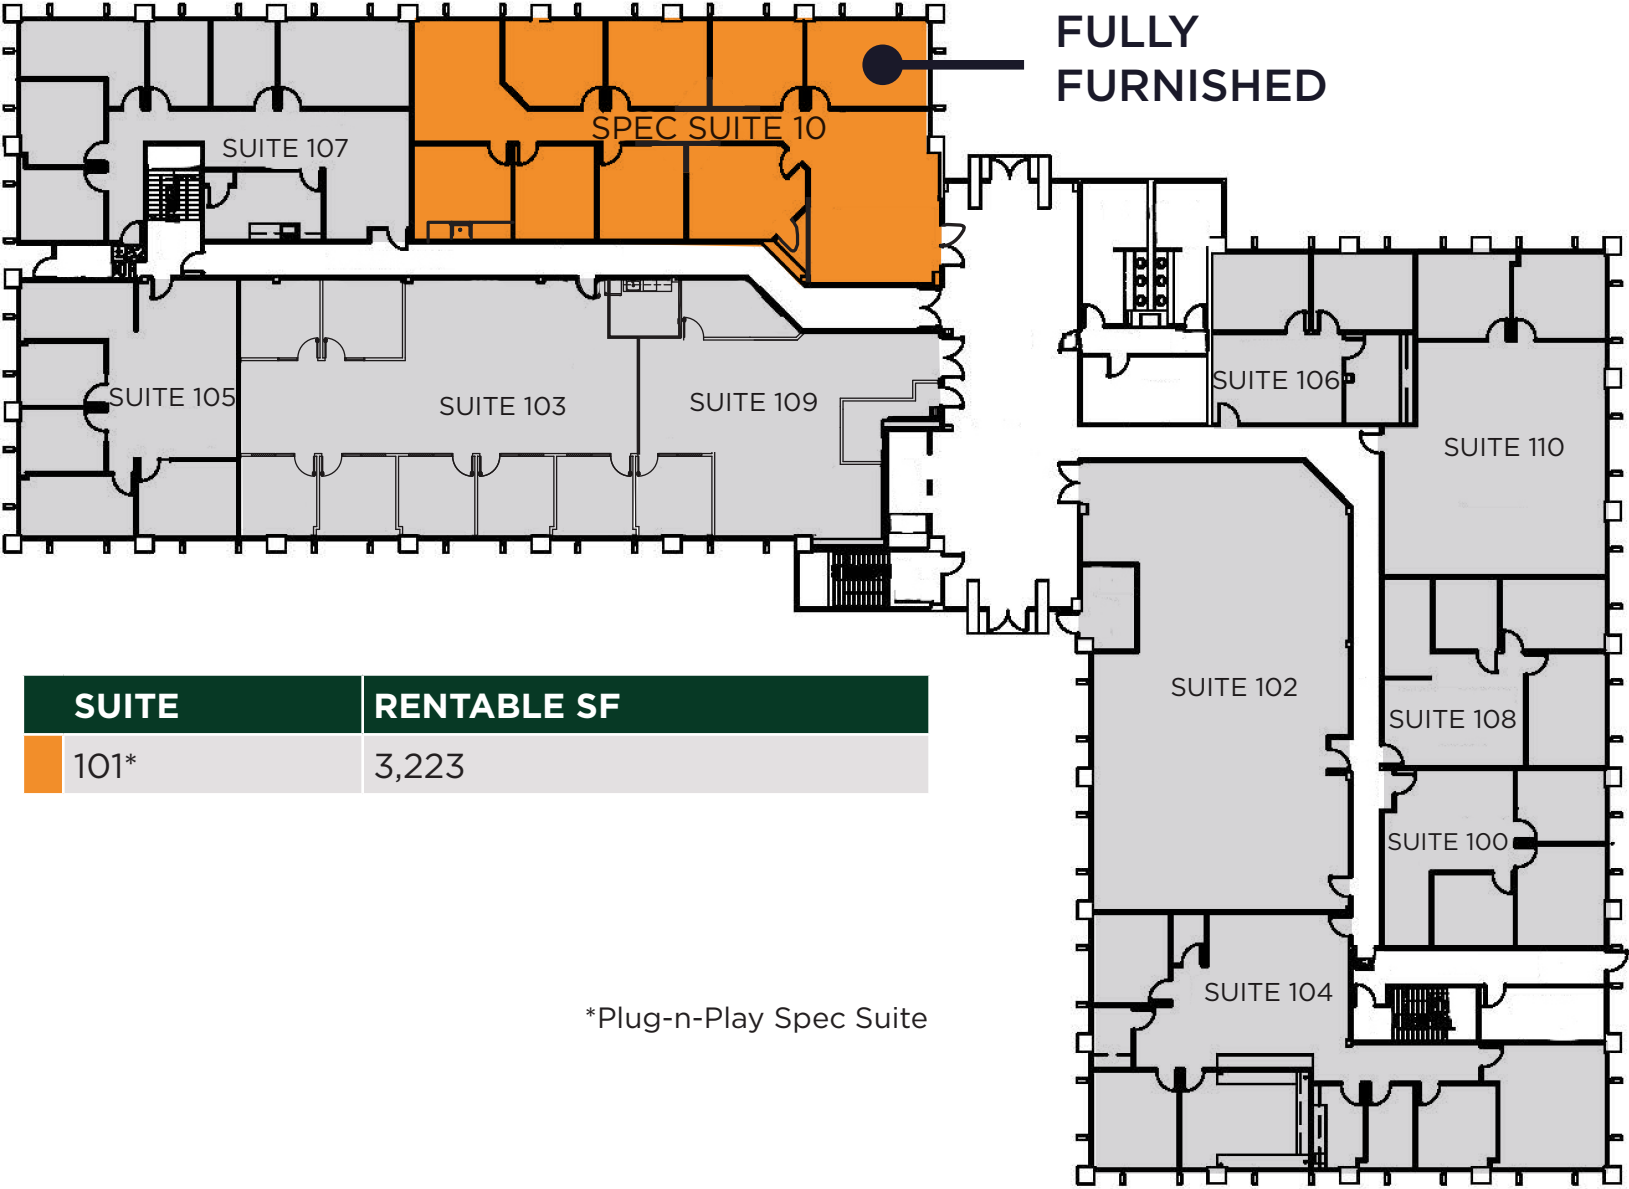 FULLY
FURNISHED
SPEC SUITE 10
SUITE 107
SUITE 105
SUITE 103
SUITE 109
SUITE 106
SUITE 110
SUITE 102
SUITE 108
SUITE 100
SUITE 104
SUITE RENTABLE SF
101* 3,223
*Plug-n-Play Spec Suite